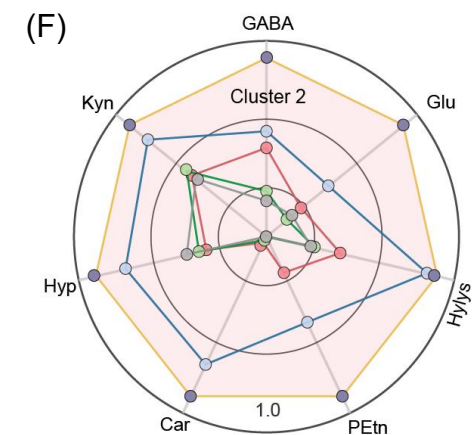 (F)
GABA
Kyn
Cluster 2
Glu
Hyp
Hylys
Car
1.0
PEtn